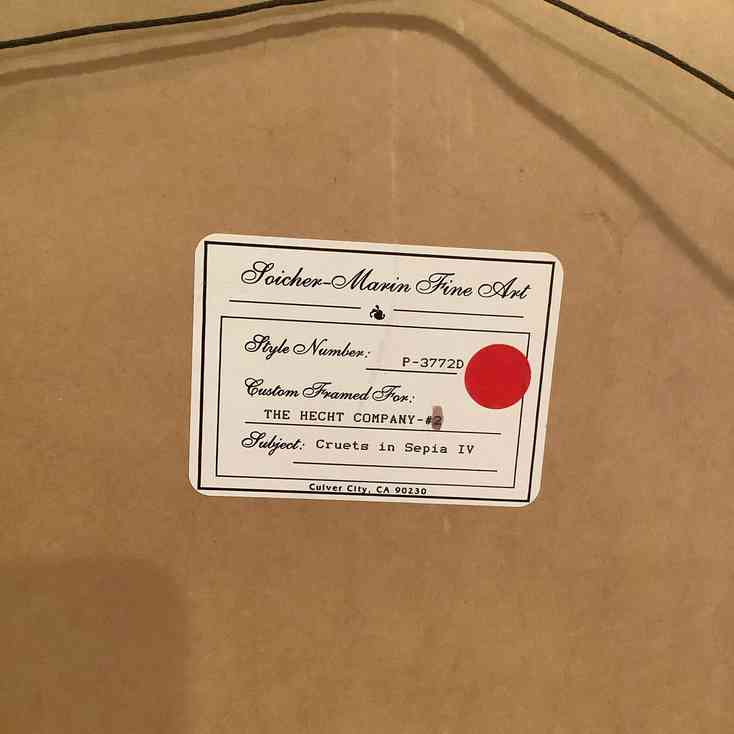 Soicher-Marin Fine Art
Style Number: P-3772D
Custom Framed For:
THE HECHT COMPANY-#2
Subject: Cruets in Sepia IV
Culver City, CA 90230